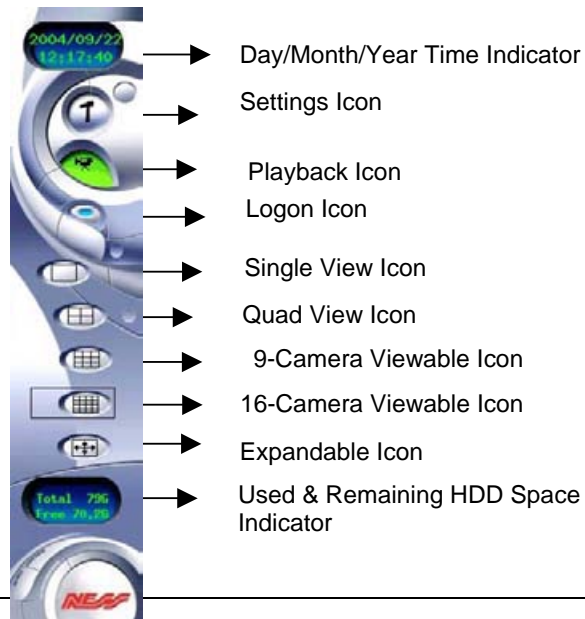 2004/09/22
12:17:40
Day/Month/Year Time Indicator
Settings Icon
Playback Icon
Logon Icon
Single View Icon
Quad View Icon
9-Camera Viewable Icon
16-Camera Viewable Icon
Expandable Icon
Total 79G
Free 70.2G
Used & Remaining HDD Space
Indicator
NESS